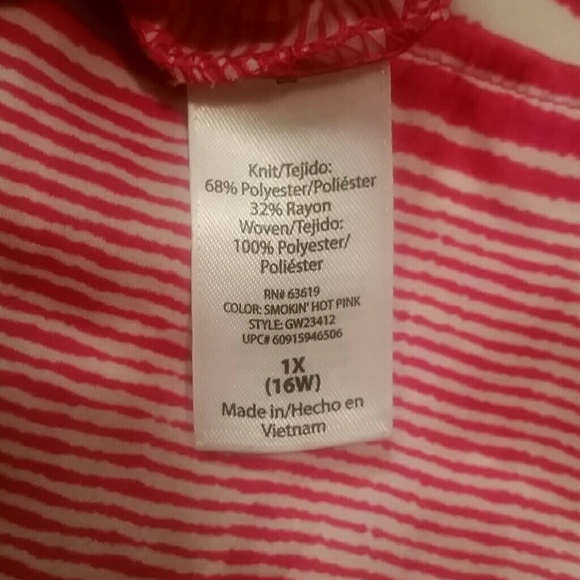 Knit/Tejido:
68% Polyester/Poliéster
32% Rayon
Woven/Tejido:
100% Polyester/
Poliéster
RN# 63619
COLOR: SMOKIN' HOT PINK
STYLE: GW23412
UPC# 60915946506
1X
(16W)
Made in/Hecho en
Vietnam